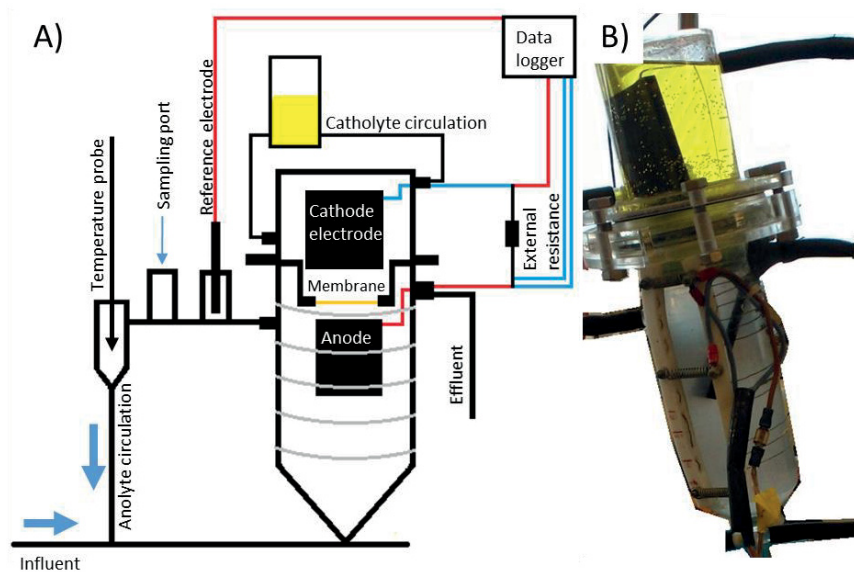 A)
Data
logger
B)
Reference electrode
Catholyte circulation
Sampling port
Temperature probe
Cathode
electrode
External
resistance
Membrane
Anode
Effluent
Anolyte circulation
Influent